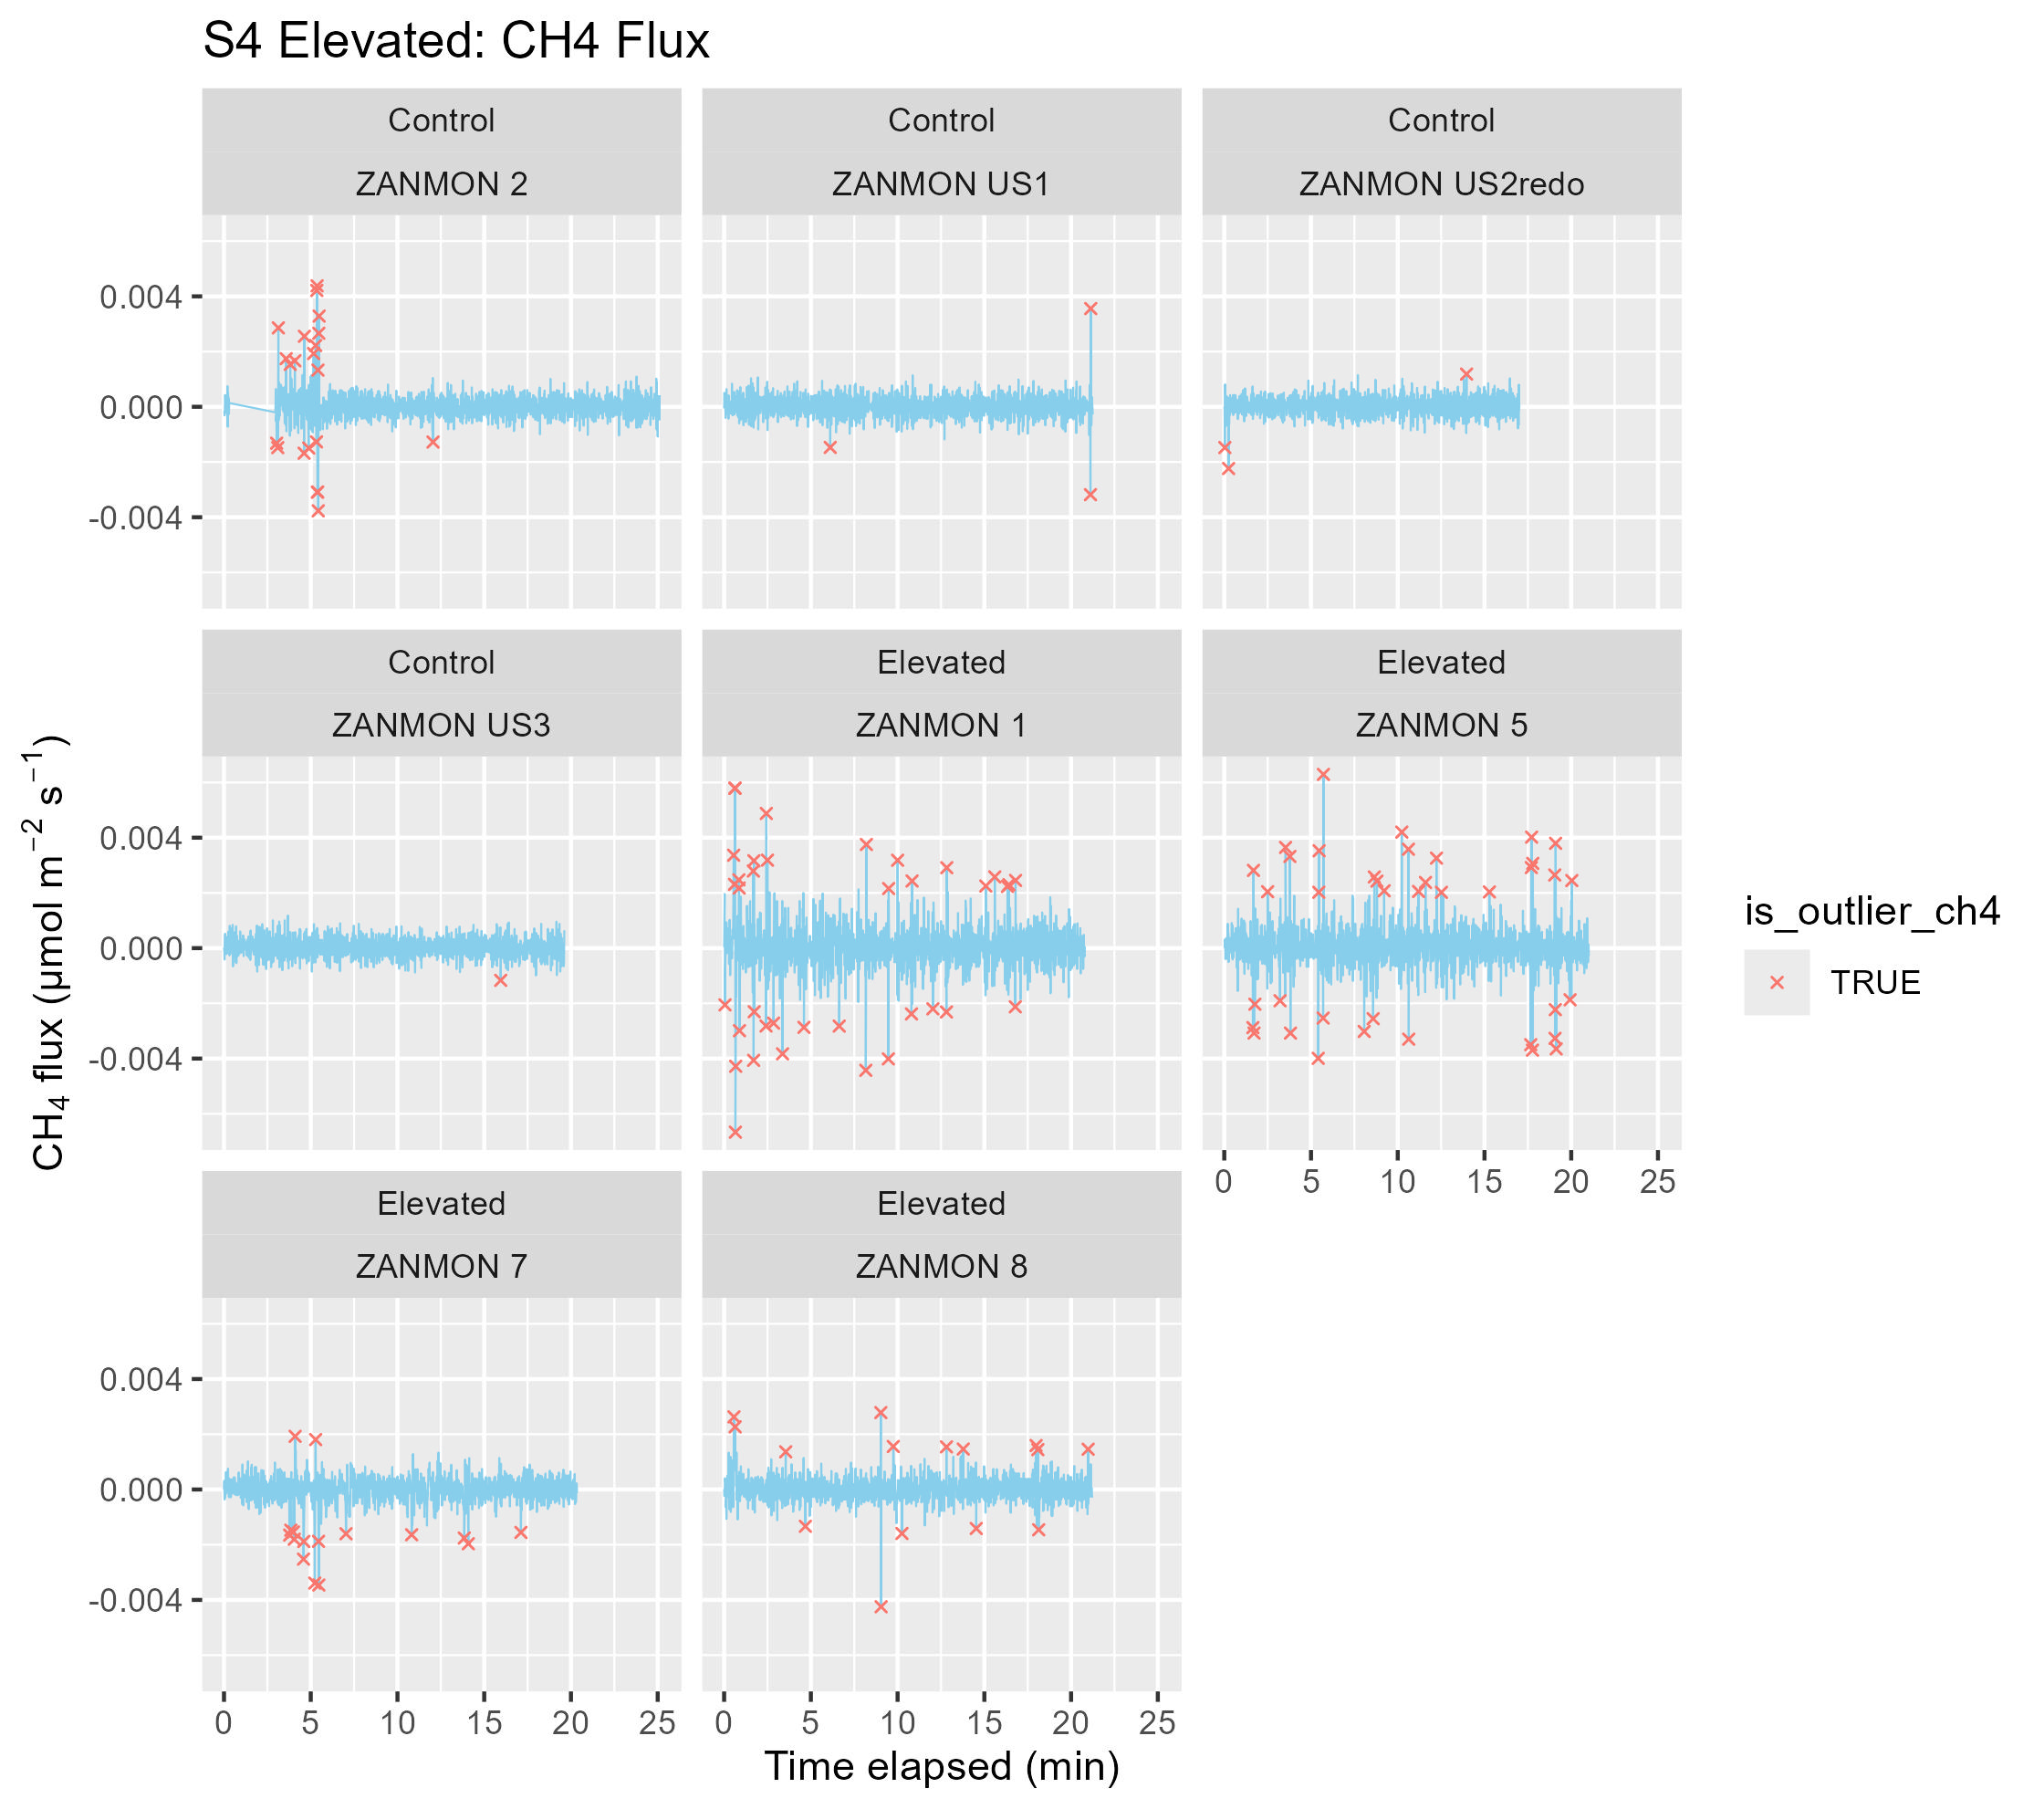 S4 Elevated: CH4 Flux
Control
Control
Control
ZANMON 2
ZANMON US1
ZANMON US2redo
0.004
0.000
-0.004
Control
Elevated
Elevated
ZANMON US3
ZANMON 1
ZANMON 5
0.004
0.000
-0.004
0 5 10 15 20 25
Elevated
Elevated
ZANMON 7
ZANMON 8
0.004
0.000
-0.004
0 5 10 15 20 25
0 5 10 15 20 25
Time elapsed (min)
CH₄ flux (µmol m⁻² s⁻¹)
is_outlier_ch4
TRUE